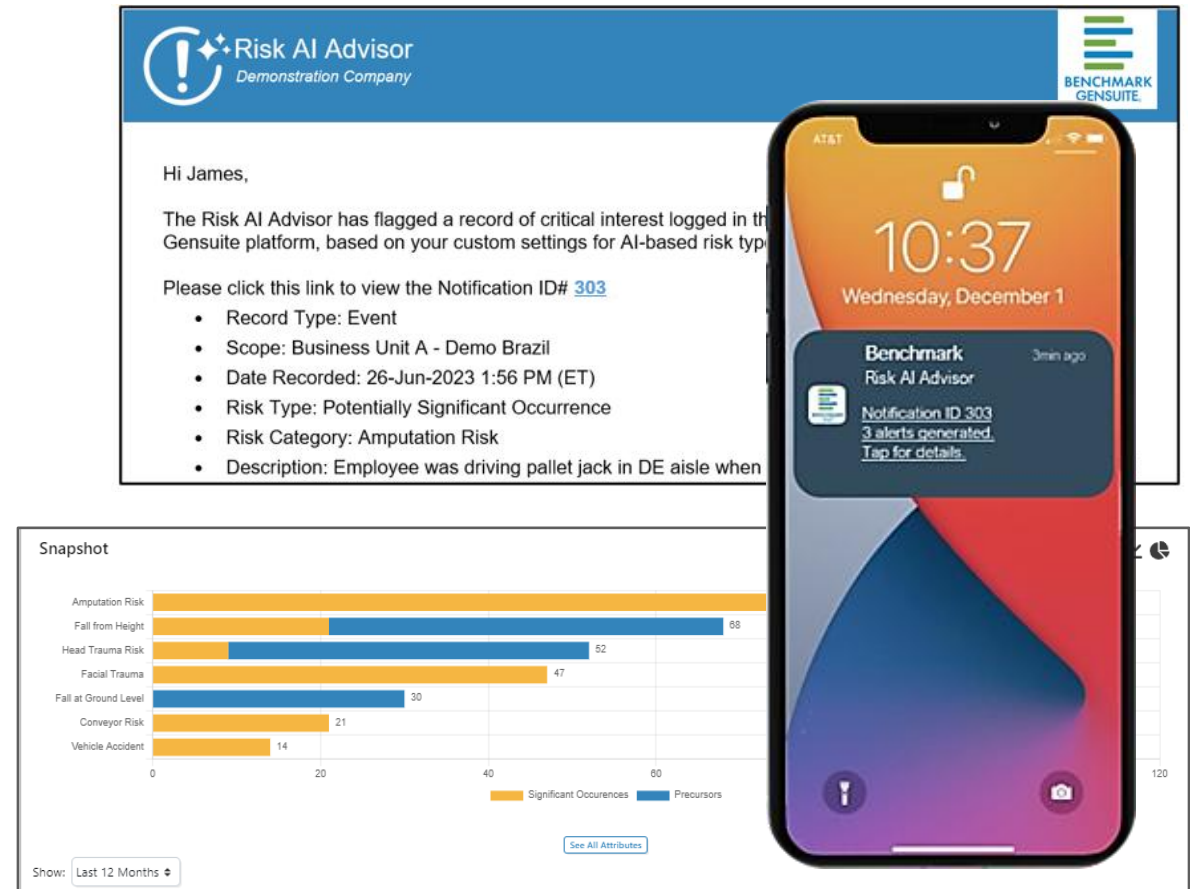 Risk AI Advisor
Demonstration Company
BENCHMARK
GENSUITE.
Hi James,
The Risk AI Advisor has flagged a record of critical interest logged in th
Gensuite platform, based on your custom settings for AI-based risk typ
Please click this link to view the Notification ID# 303
• Record Type: Event
• Scope: Business Unit A - Demo Brazil
• Date Recorded: 26-Jun-2023 1:56 PM (ET)
• Risk Type: Potentially Significant Occurrence
• Risk Category: Amputation Risk
• Description: Employee was driving pallet jack in DE aisle when
AT&T
10:37
Wednesday, December 1
Benchmark 3min ago
Risk AI Advisor
Notification ID 303
3 alerts generated.
Tap for details.
Snapshot
Amputation Risk
Fall from Height 68
Head Trauma Risk 52
Facial Trauma 47
Fall at Ground Level 30
Conveyor Risk 21
Vehicle Accident 14
0 20 40 60 120
Significant Occurences Precursors
See All Attributes
Show: Last 12 Months